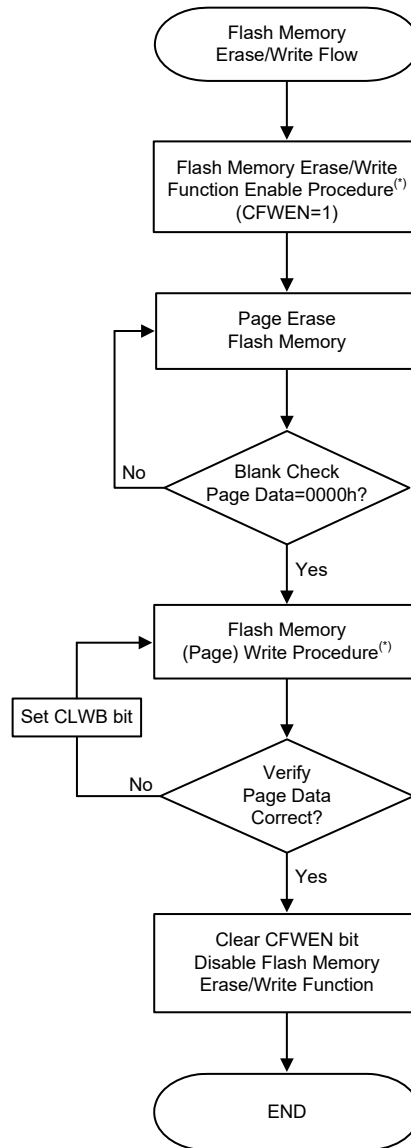 Flash Memory
Erase/Write Flow
Flash Memory Erase/Write
Function Enable Procedure(*)
(CFWEN=1)
Page Erase
Flash Memory
No
Blank Check
Page Data=0000h?
Yes
Flash Memory
(Page) Write Procedure(*)
Set CLWB bit
No
Verify
Page Data
Correct?
Yes
Clear CFWEN bit
Disable Flash Memory
Erase/Write Function
END